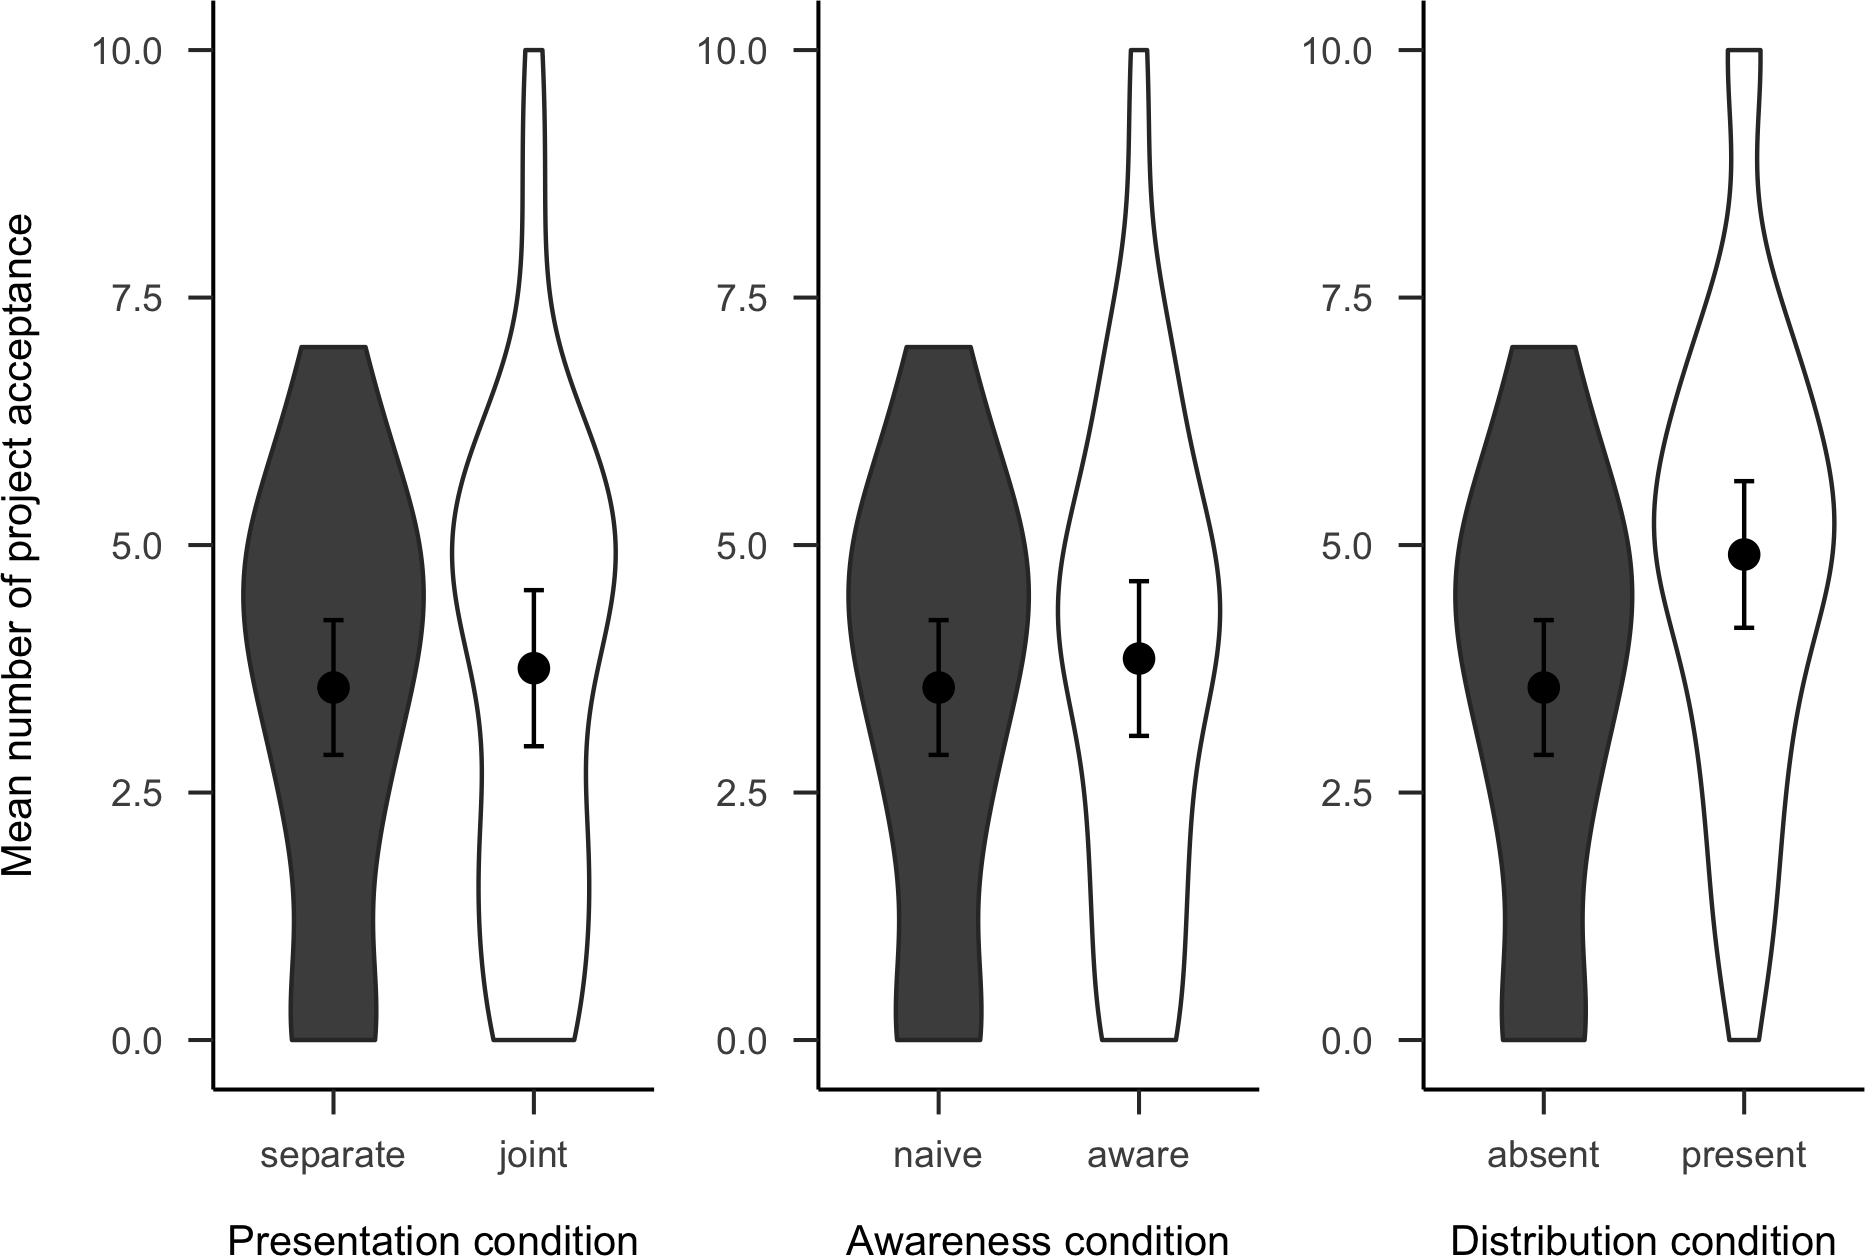 Mean number of project acceptance
10.0
7.5
5.0
2.5
0.0
separate joint
Presentation condition
10.0
7.5
5.0
2.5
0.0
naive aware
Awareness condition
10.0
7.5
5.0
2.5
0.0
absent present
Distribution condition